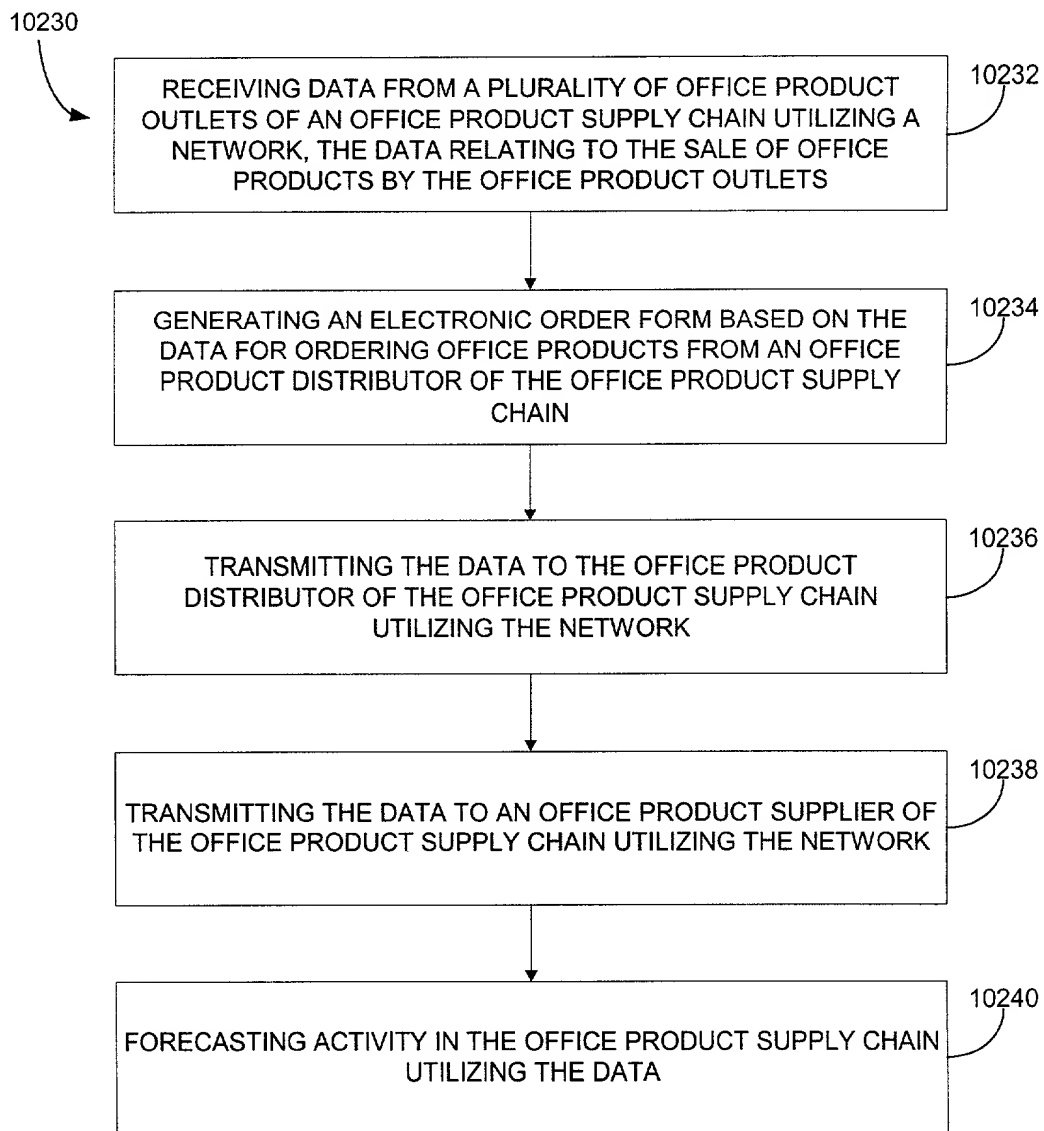 10230
RECEIVING DATA FROM A PLURALITY OF OFFICE PRODUCT
OUTLETS OF AN OFFICE PRODUCT SUPPLY CHAIN UTILIZING A
NETWORK, THE DATA RELATING TO THE SALE OF OFFICE
PRODUCTS BY THE OFFICE PRODUCT OUTLETS
10232
GENERATING AN ELECTRONIC ORDER FORM BASED ON THE
DATA FOR ORDERING OFFICE PRODUCTS FROM AN OFFICE
PRODUCT DISTRIBUTOR OF THE OFFICE PRODUCT SUPPLY
CHAIN
10234
TRANSMITTING THE DATA TO THE OFFICE PRODUCT
DISTRIBUTOR OF THE OFFICE PRODUCT SUPPLY CHAIN
UTILIZING THE NETWORK
10236
TRANSMITTING THE DATA TO AN OFFICE PRODUCT SUPPLIER OF
THE OFFICE PRODUCT SUPPLY CHAIN UTILIZING THE NETWORK
10238
FORECASTING ACTIVITY IN THE OFFICE PRODUCT SUPPLY CHAIN
UTILIZING THE DATA
10240